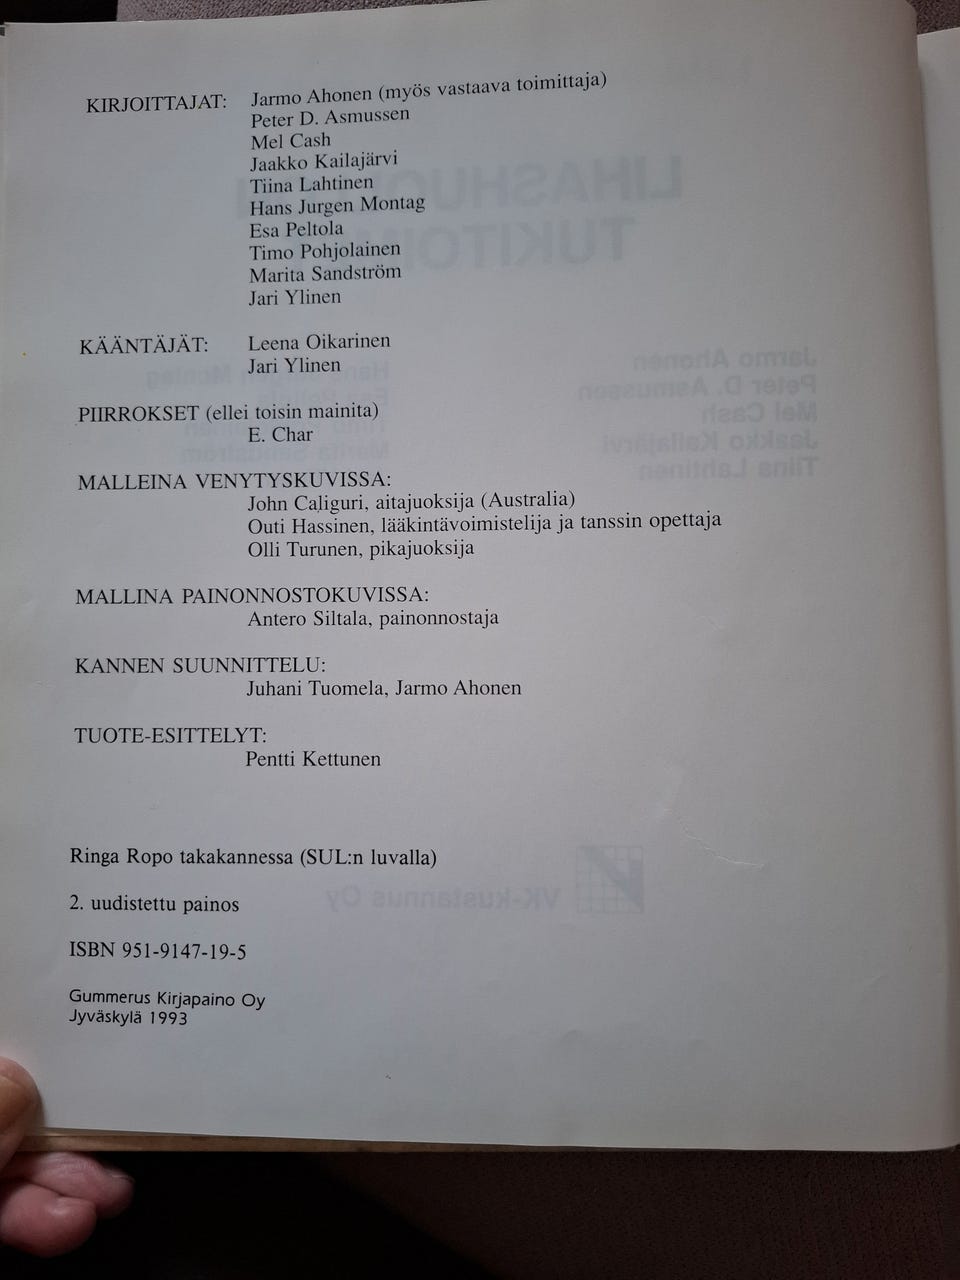 KIRJOITTAJAT: Jarmo Ahonen (myös vastaava toimittaja)
Peter D. Asmussen
Mel Cash
Jaakko Kailajärvi
Tiina Lahtinen
Hans Jurgen Montag
Esa Peltola
Timo Pohjolainen
Marita Sandström
Jari Ylinen
KÄÄNTÄJÄT: Leena Oikarinen
Jari Ylinen
PIIRROKSET (ellei toisin mainita)
E. Char
MALLEINA VENYTYSKUVISSA:
John Caliguri, aitajuoksija (Australia)
Outi Hassinen, lääkintävoimistelija ja tanssin opettaja
Olli Turunen, pikajuoksija
MALLINA PAINONNOSTOKUVISSA:
Antero Siltala, painonnostaja
KANNEN SUUNNITTELU:
Juhani Tuomela, Jarmo Ahonen
TUOTE-ESITTELYT:
Pentti Kettunen
Ringa Ropo takakannessa (SUL:n luvalla)
2. uudistettu painos
ISBN 951-9147-19-5
Gummerus Kirjapaino Oy
Jyväskylä 1993